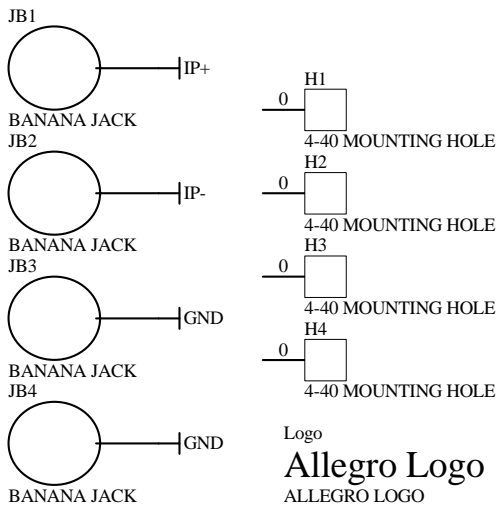 JB1
IP+
BANANA JACK
JB2
IP-
BANANA JACK
JB3
GND
BANANA JACK
JB4
GND
BANANA JACK
H1
0
4-40 MOUNTING HOLE
H2
0
4-40 MOUNTING HOLE
H3
0
4-40 MOUNTING HOLE
H4
0
4-40 MOUNTING HOLE
Logo
Allegro Logo
ALLEGRO LOGO